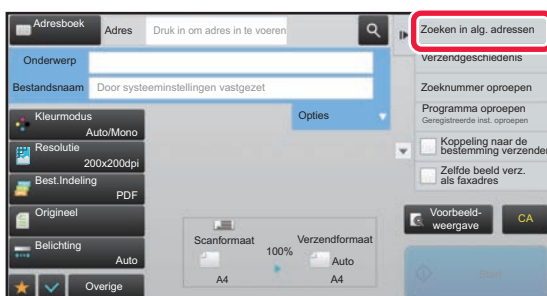 Adresboek
Adres
Druk in om adres in te voeren
Zoeken in alg. adressen
Onderwerp
Verzendgeschiedenis
Bestandsnaam
Door systeeminstellingen vastgezet
Zoeknummer oproepen
Opties
Programma oproepen
Geregistreerde inst. oproepen
Kleurmodus
Auto/Mono
Koppeling naar de
bestemming verzenden
Resolutie
200x200dpi
Zelfde beeld verz.
als faxadres
Best.Indeling
PDF
Origineel
Voorbeeld-
weergave
CA
Belichting
Auto
Scanformaat
100%
Verzendformaat
Auto
A4
A4
Overige
Start